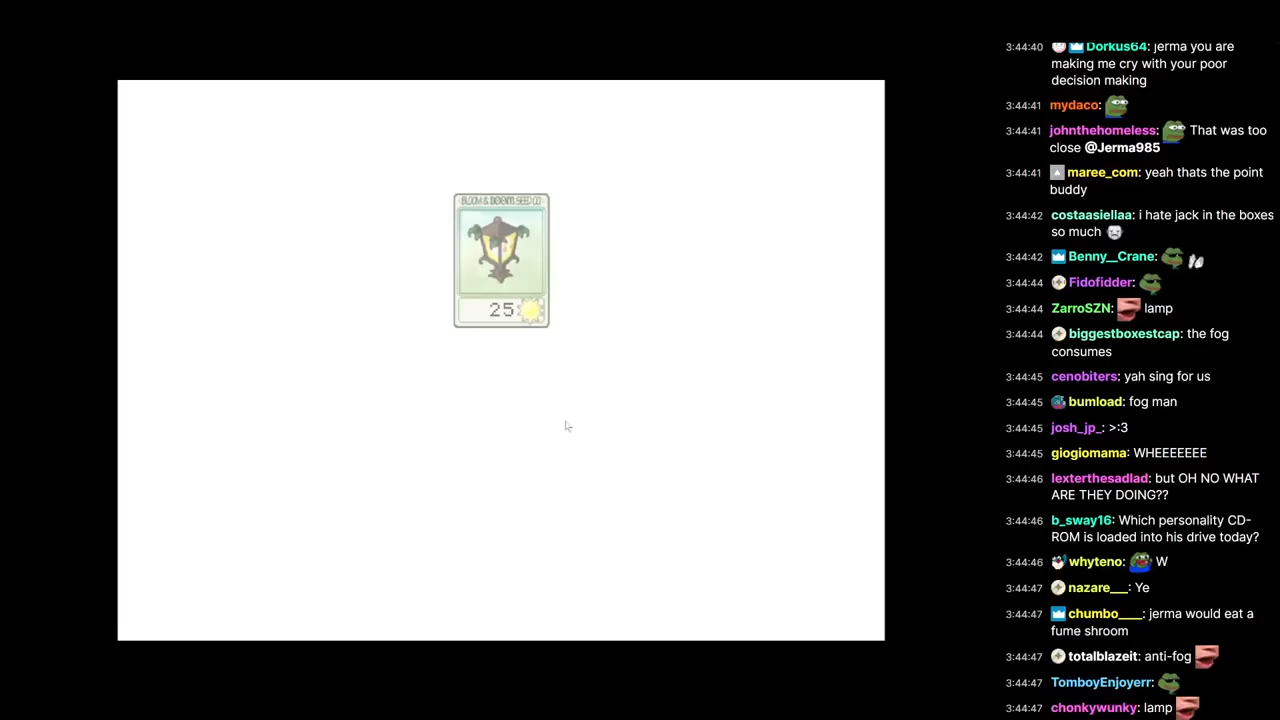 BLOOM & DOOM SEED CO
25
3:44:40 Dorkus64: jerma you are
making me cry with your poor
decision making
3:44:41 mydaco:
3:44:41 johnthehomeless: That was too
close @Jerma985
3:44:41 maree_com: yeah thats the point
buddy
3:44:42 costaasiellaa: i hate jack in the boxes
so much
3:44:42 Benny__Crane:
3:44:44 Fidofidder:
3:44:44 ZarroSZN: lamp
3:44:44 biggestboxestcap: the fog
consumes
3:44:45 cenobiters: yah sing for us
3:44:45 bumload: fog man
3:44:45 josh_jp_: >:3
3:44:45 giogiomama: WHEEEEEEE
3:44:46 lexterthesadlad: but OH NO WHAT
ARE THEY DOING??
3:44:46 b_sway16: Which personality CD-
ROM is loaded into his drive today?
3:44:46 whyteno: W
3:44:47 nazare___: Ye
3:44:47 chumbo____: jerma would eat a
fume shroom
3:44:47 totalblazeit: anti-fog
3:44:47 TomboyEnjoyerr:
3:44:47 chonkywunky: lamp